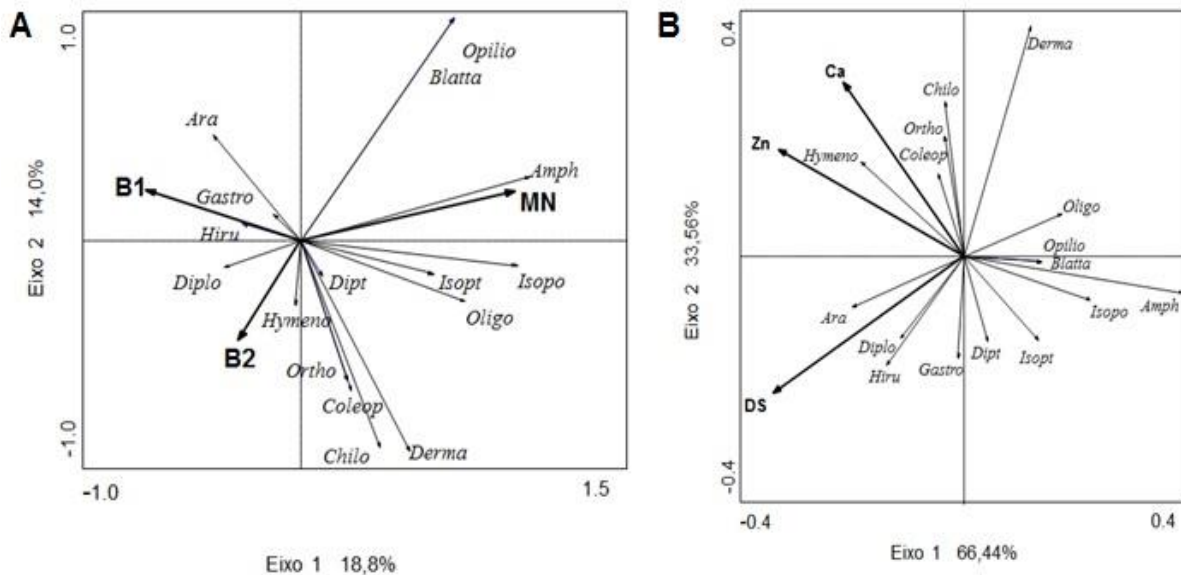 A
1.0
Opilio
Blatta
Ara
Amph
B1
MN
Gastro
Hiru
Diplo
Dipt
Isopt
Isopo
Hymeno
Oligo
B2
Ortho
Coleop
Chilo
Derma
Eixo 2 14,0%
-1.0
-1.0
1.5
Eixo 1 18,8%
B
0.4
Derma
Ca
Chilo
Zn
Ortho
Hymeno
Coleop
Oligo
Opilio
Blatta
Ara
Isopo
Amph
Diplo
Dipt
Isopt
Hiru
Gastro
DS
Eixo 2 33,56%
-0.4
-0.4
0.4
Eixo 1 66,44%